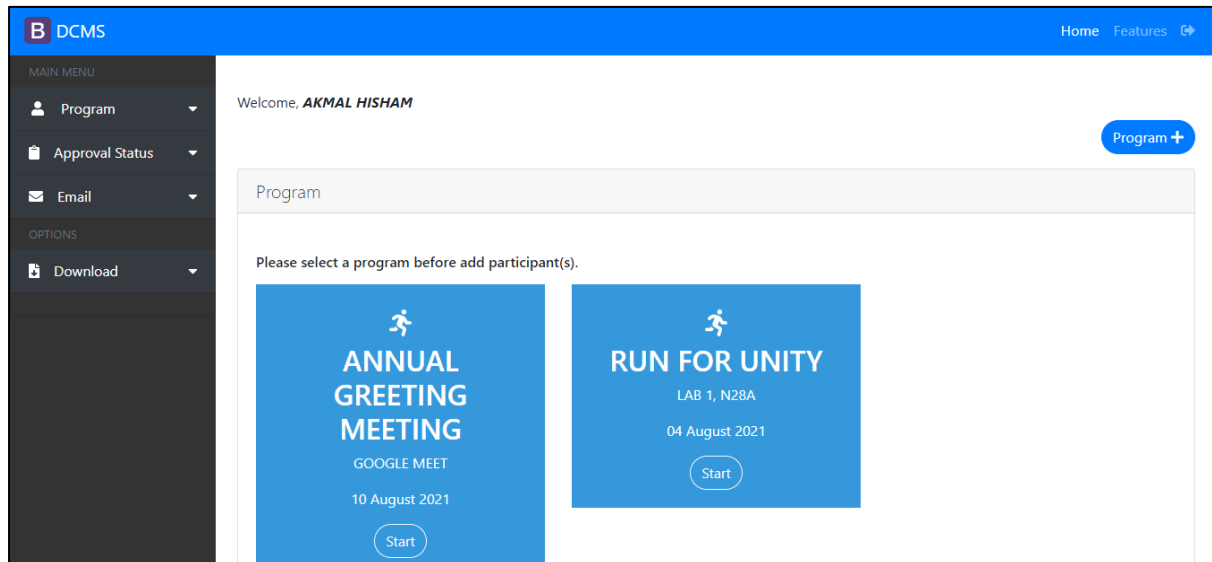 B DCMS
Home Features
MAIN MENU
Program
Approval Status
Email
OPTIONS
Download
Welcome, AKMAL HISHAM
Program +
Program
Please select a program before add participant(s).
ANNUAL
GREETING
MEETING
GOOGLE MEET
10 August 2021
Start
RUN FOR UNITY
LAB 1, N28A
04 August 2021
Start